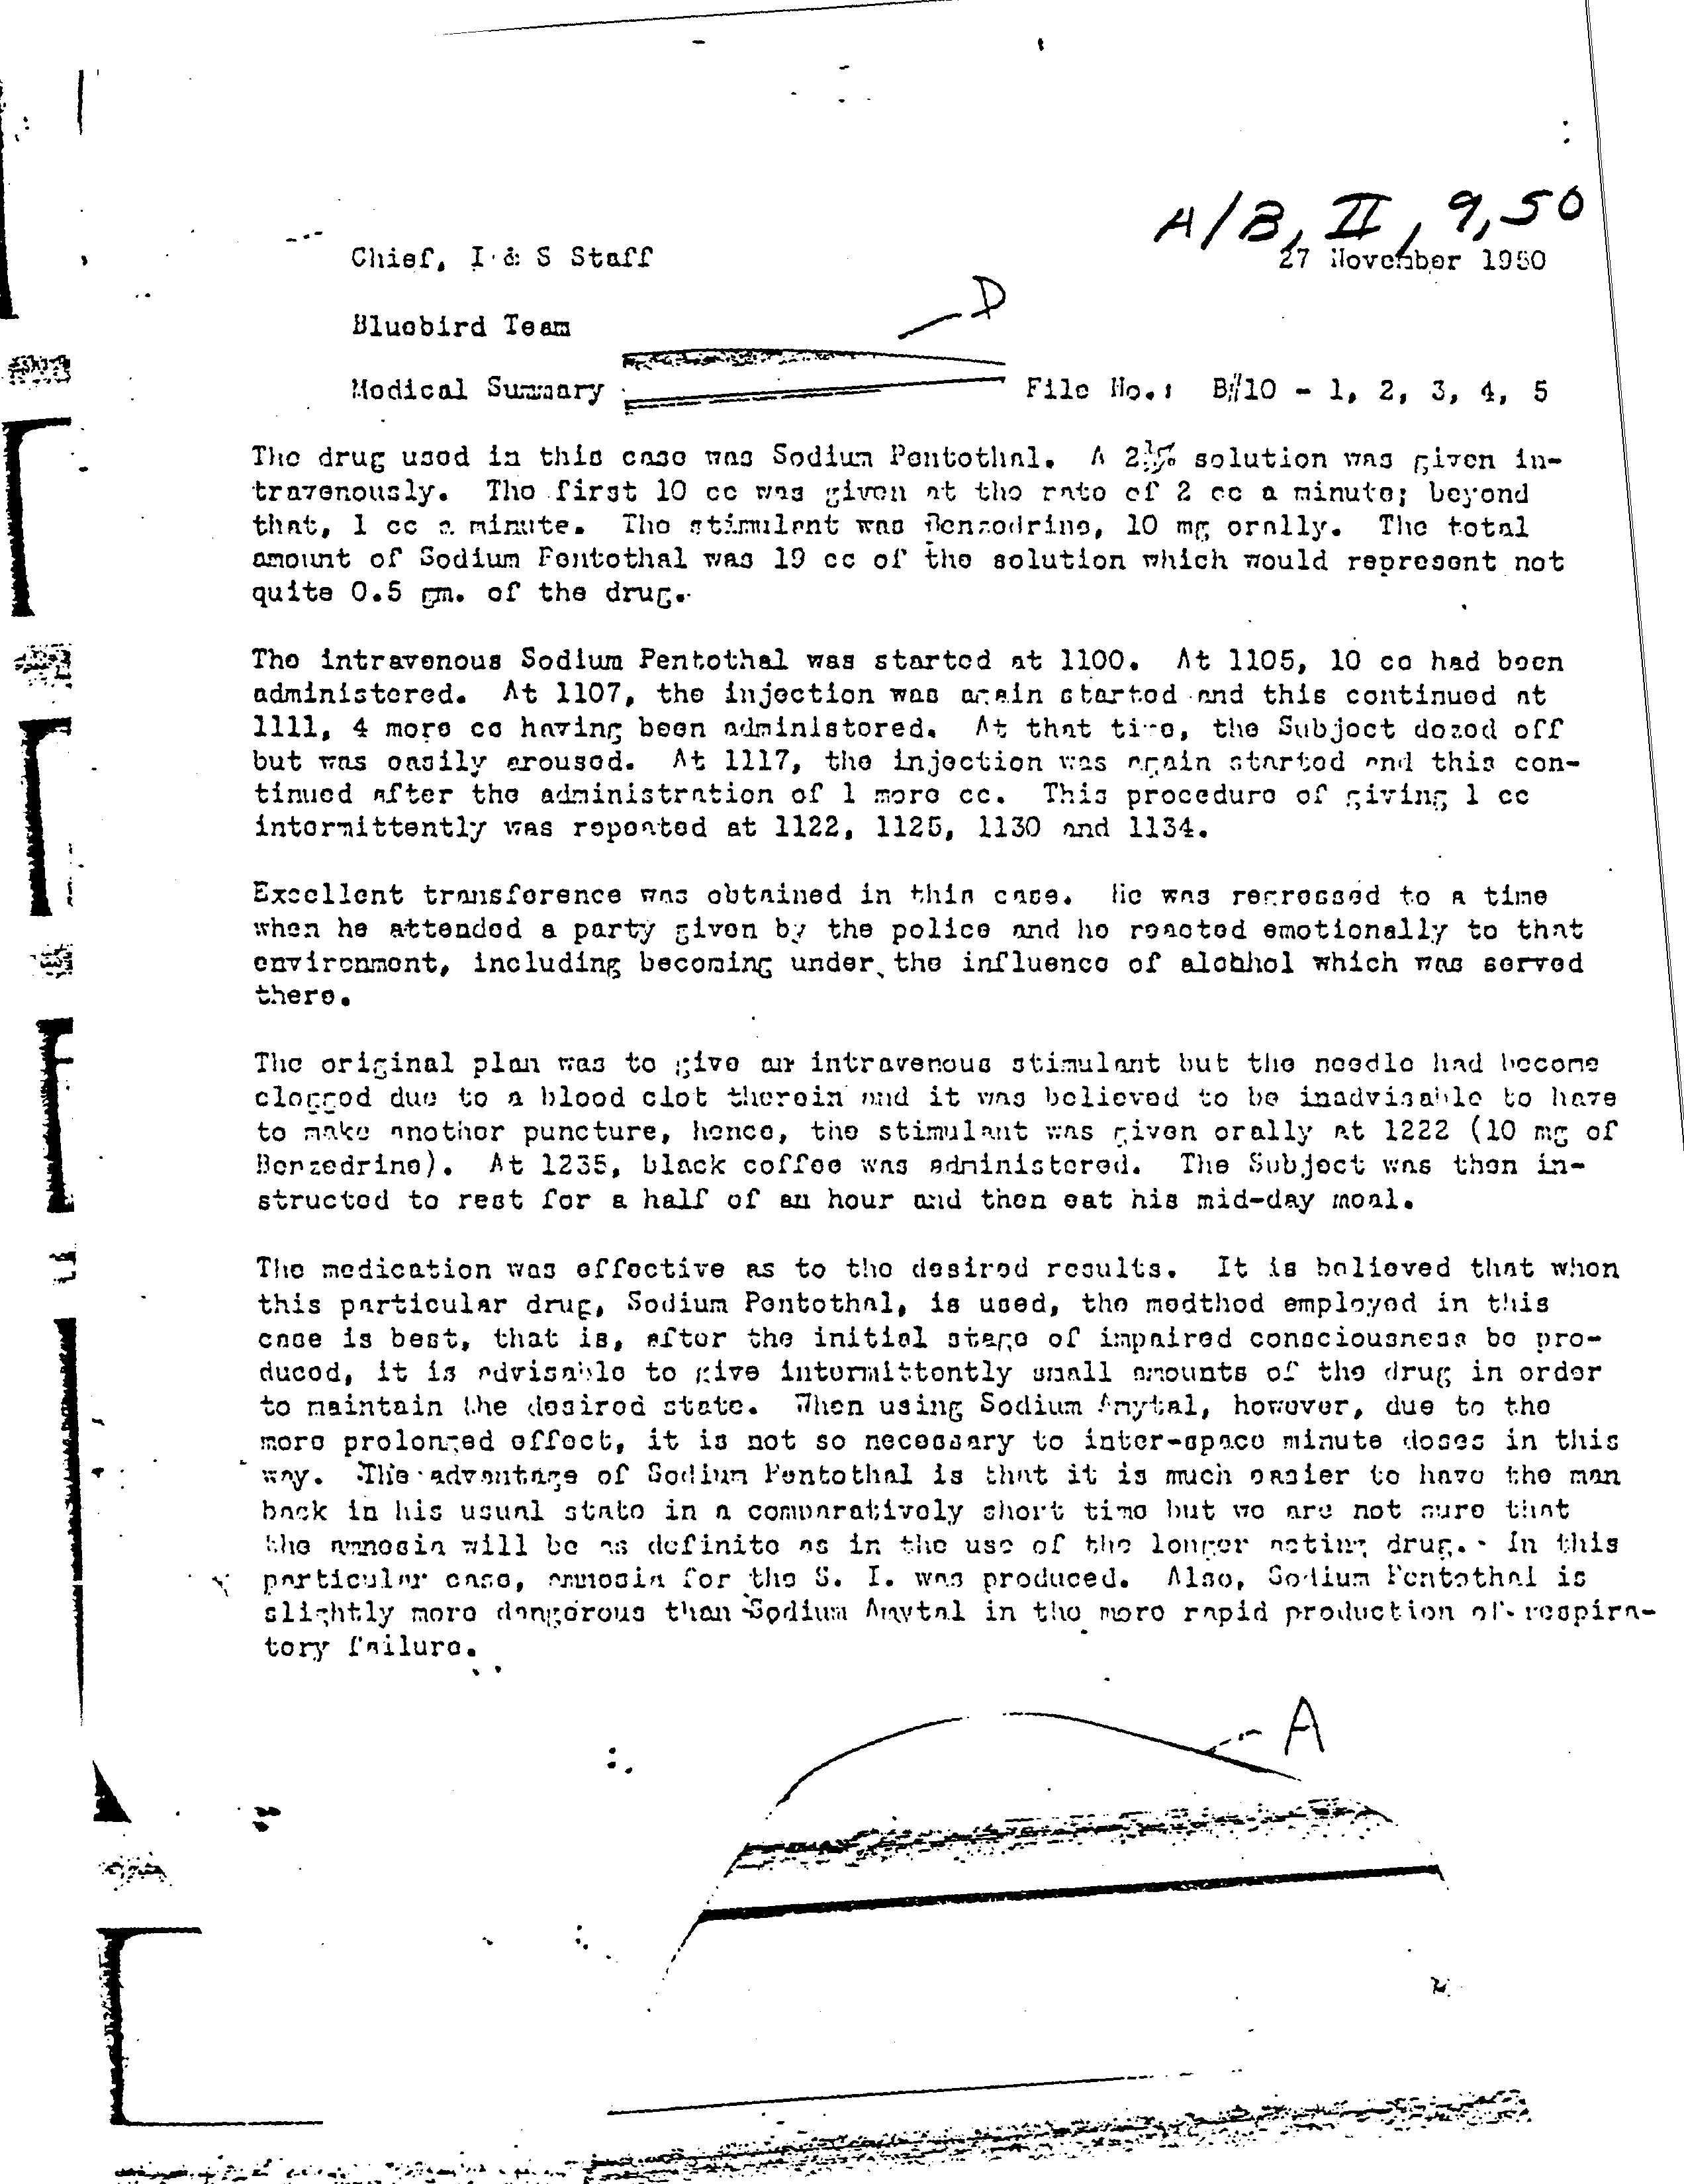 A/B, II, 9, 50
Chief, I & S Staff
27 November 1950
D
Bluebird Team
Medical Summary
File No.: B#10 - 1, 2, 3, 4, 5
The drug used in this case was Sodium Pentothal. A 2½% solution was given in-
travenously. The first 10 cc was given at the rate of 2 cc a minute; beyond
that, 1 cc a minute. The stimulant was Benzedrine, 10 mg orally. The total
amount of Sodium Pentothal was 19 cc of the solution which would represent not
quite 0.5 gm. of the drug.
The intravenous Sodium Pentothal was started at 1100. At 1105, 10 cc had been
administered. At 1107, the injection was again started and this continued at
1111, 4 more cc having been administered. At that time, the Subject dozed off
but was easily aroused. At 1117, the injection was again started and this con-
tinued after the administration of 1 more cc. This procedure of giving 1 cc
intermittently was repeated at 1122, 1125, 1130 and 1134.
Excellent transference was obtained in this case. He was regressed to a time
when he attended a party given by the police and he reacted emotionally to that
environment, including becoming under the influence of alcohol which was served
there.
The original plan was to give an intravenous stimulant but the needle had become
clogged due to a blood clot therein and it was believed to be inadvisable to have
to make another puncture, hence, the stimulant was given orally at 1222 (10 mg of
Benzedrine). At 1235, black coffee was administered. The Subject was then in-
structed to rest for a half of an hour and then eat his mid-day meal.
The medication was effective as to the desired results. It is believed that when
this particular drug, Sodium Pentothal, is used, the medthod employed in this
case is best, that is, after the initial stage of impaired consciousness be pro-
duced, it is advisable to give intermittently small amounts of the drug in order
to maintain the desired state. When using Sodium Amytal, however, due to the
more prolonged effect, it is not so necessary to inter-space minute doses in this
way. The advantage of Sodium Pentothal is that it is much easier to have the man
back in his usual state in a comparatively short time but we are not sure that
the amnesia will be as definite as in the use of the longer acting drug. In this
particular case, amnesia for the S. I. was produced. Also, Sodium Pentothal is
slightly more dangerous than Sodium Amytal in the more rapid production of respira-
tory failure.
A